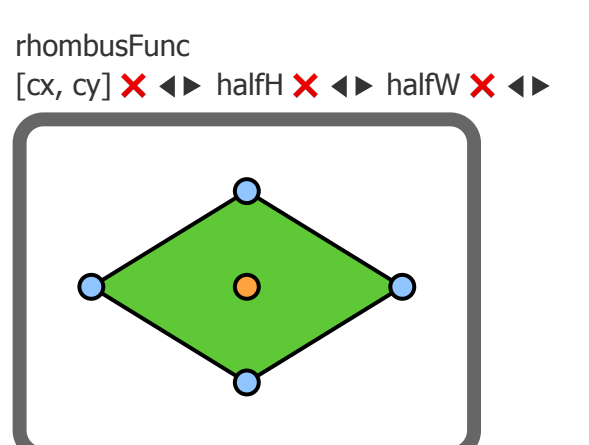 rhombusFunc
[cx, cy] ❌ ◀▶ halfH ❌ ◀▶ halfW ❌ ◀▶